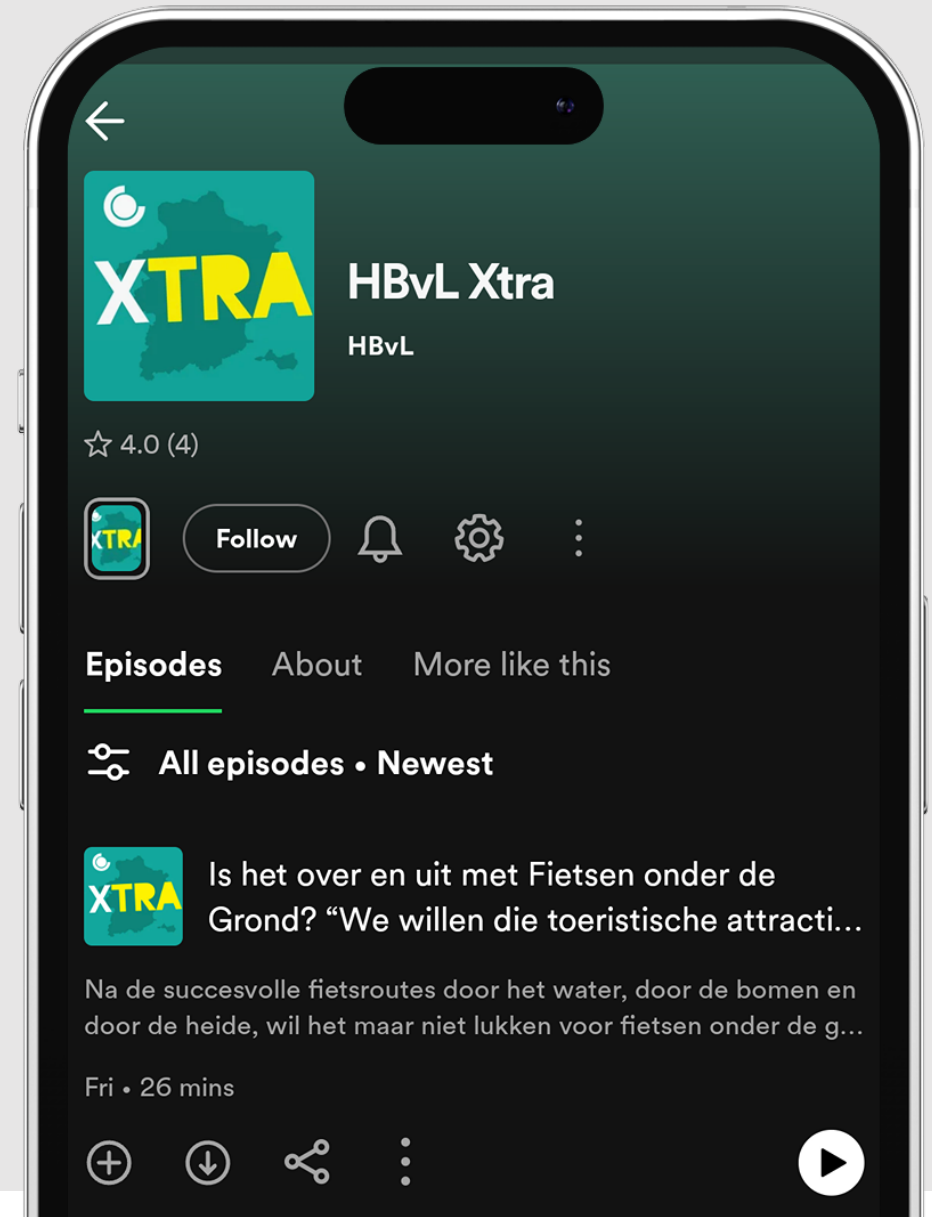 XTRA
HBvL Xtra
HBvL
4.0 (4)
XTRA
Follow
Episodes About More like this
All episodes • Newest
XTRA
Is het over en uit met Fietsen onder de
Grond? “We willen die toeristische attracti...
Na de succesvolle fietsroutes door het water, door de bomen en
door de heide, wil het maar niet lukken voor fietsen onder de g...
Fri • 26 mins